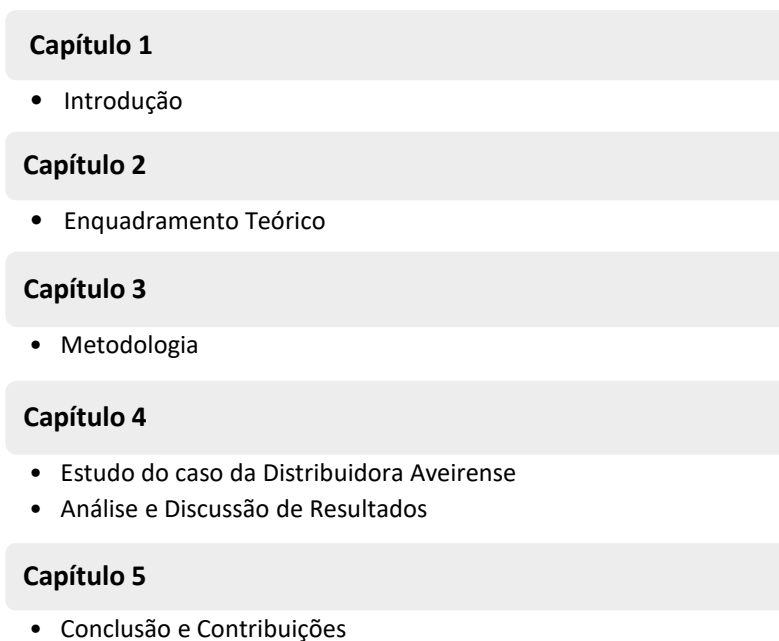 Capítulo 1
• Introdução
Capítulo 2
• Enquadramento Teórico
Capítulo 3
• Metodologia
Capítulo 4
• Estudo do caso da Distribuidora Aveirense
• Análise e Discussão de Resultados
Capítulo 5
• Conclusão e Contribuições